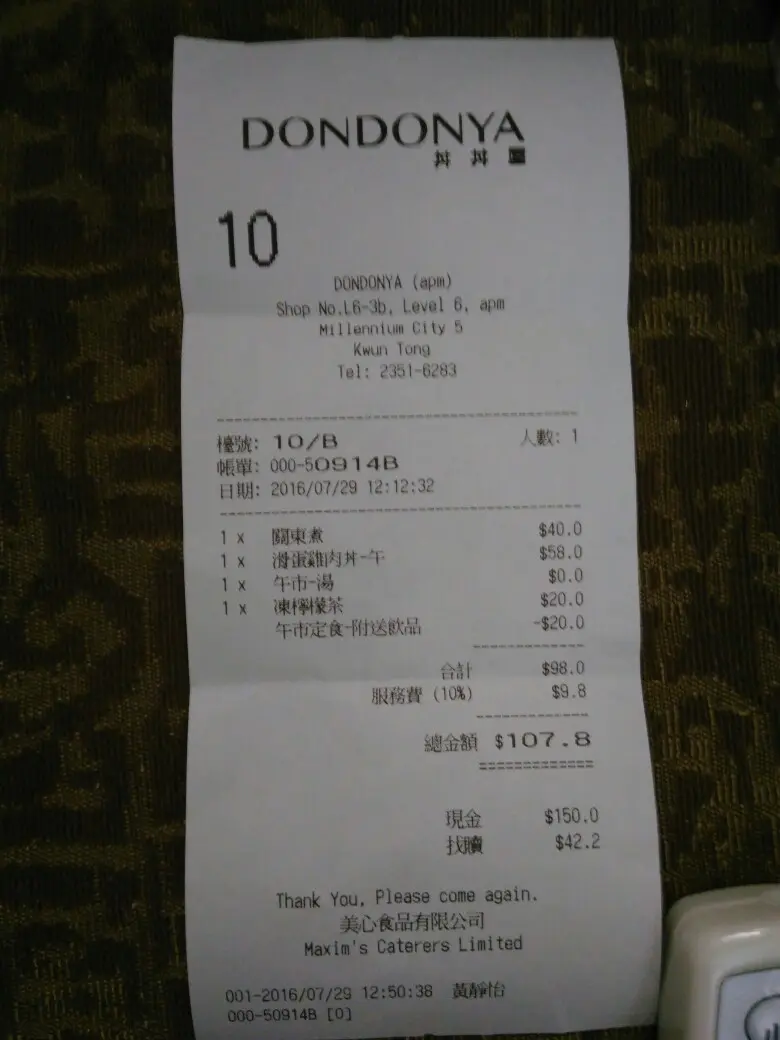 DONDONYA
丼丼屋
10
DONDONYA (apm)
Shop No.L6-3b, Level 6, apm
Millennium City 5
Kwun Tong
Tel: 2351-6283
檯號: 10/B 人數: 1
帳單: 000-50914B
日期: 2016/07/29 12:12:32
1 x 關東煮 $40.0
1 x 滑蛋雞肉丼-午 $58.0
1 x 午市-湯 $0.0
1 x 凍檸檬茶 $20.0
午市定食-附送飲品 -$20.0
合計 $98.0
服務費 (10%) $9.8
總金額 $107.8
現金 $150.0
找贖 $42.2
Thank You, Please come again.
美心食品有限公司
Maxim's Caterers Limited
001-2016/07/29 12:50:38 黃靜怡
000-50914B [0]